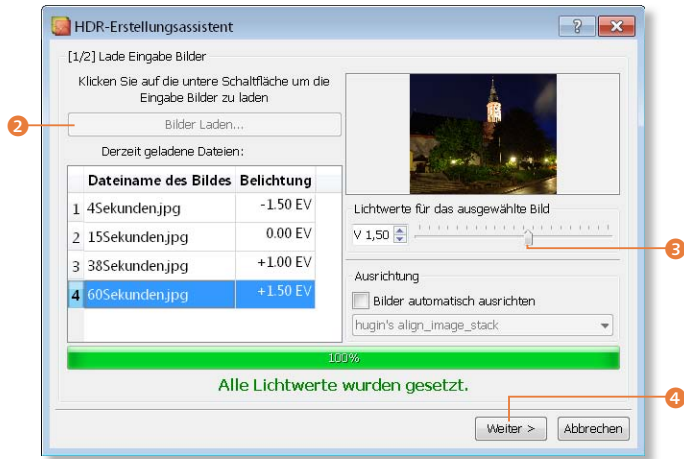 HDR-Erstellungsassistent
[1/2] Lade Eingabe Bilder
Klicken Sie auf die untere Schaltfläche um die
Eingabe Bilder zu laden
2
Bilder Laden...
Derzeit geladene Dateien:
Dateiname des Bildes Belichtung
1 4Sekunden.jpg -1.50 EV
2 15Sekunden.jpg 0.00 EV
3 38Sekunden.jpg +1.00 EV
4 60Sekunden.jpg +1.50 EV
Lichtwerte für das ausgewählte Bild
V 1,50
3
Ausrichtung
Bilder automatisch ausrichten
hugin's align_image_stack
100%
Alle Lichtwerte wurden gesetzt.
4
Weiter > Abbrechen